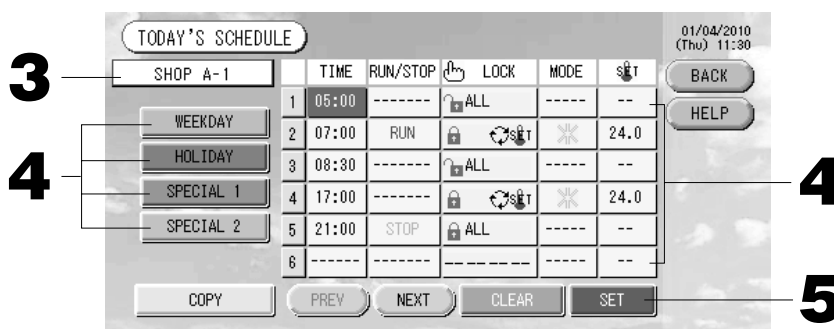 TODAY'S SCHEDULE
01/04/2010
(Thu) 11:30
3
SHOP A-1
TIME RUN/STOP LOCK MODE SET
BACK
HELP
1 05:00 ------- ALL ----- --
4
WEEKDAY
2 07:00 RUN SET 24.0
HOLIDAY
3 08:30 ------- ALL ----- --
4
SPECIAL 1
4 17:00 ------- SET 24.0
SPECIAL 2
5 21:00 STOP ALL ----- --
6 ------ ------- --------- ----- --
COPY
PREV
NEXT
CLEAR
SET
5